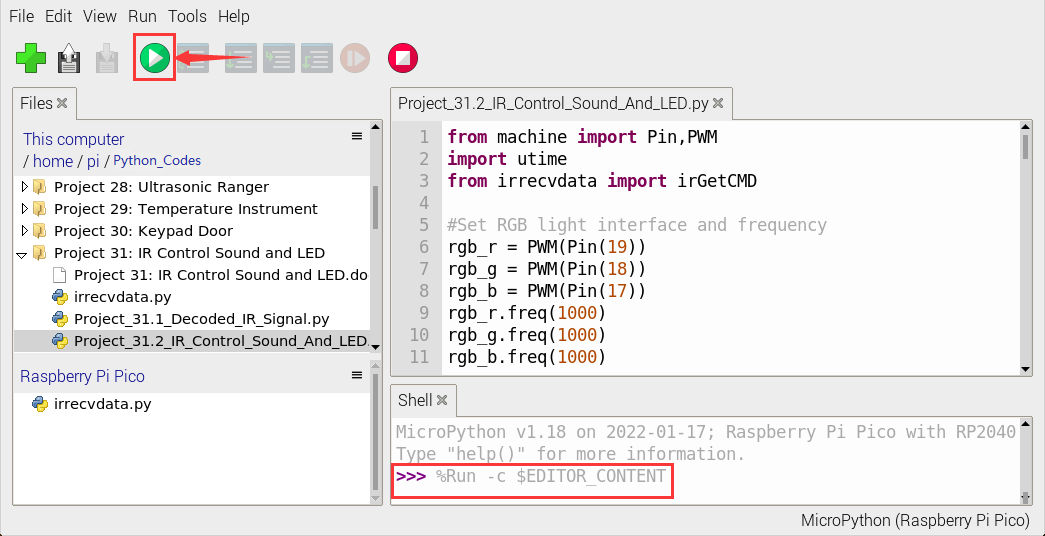 File Edit View Run Tools Help
Files
This computer
/ home / pi / Python_Codes
Project 28: Ultrasonic Ranger
Project 29: Temperature Instrument
Project 30: Keypad Door
Project 31: IR Control Sound and LED
Project 31: IR Control Sound and LED.do
irrecvdata.py
Project_31.1_Decoded_IR_Signal.py
Project_31.2_IR_Control_Sound_And_LED.
Raspberry Pi Pico
irrecvdata.py
Project_31.2_IR_Control_Sound_And_LED.py
1 from machine import Pin,PWM
2 import utime
3 from irrecvdata import irGetCMD
4
5 #Set RGB light interface and frequency
6 rgb_r = PWM(Pin(19))
7 rgb_g = PWM(Pin(18))
8 rgb_b = PWM(Pin(17))
9 rgb_r.freq(1000)
10 rgb_g.freq(1000)
11 rgb_b.freq(1000)
Shell
MicroPython v1.18 on 2022-01-17; Raspberry Pi Pico with RP2040
Type "help()" for more information.
>>> %Run -c $EDITOR_CONTENT
MicroPython (Raspberry Pi Pico)